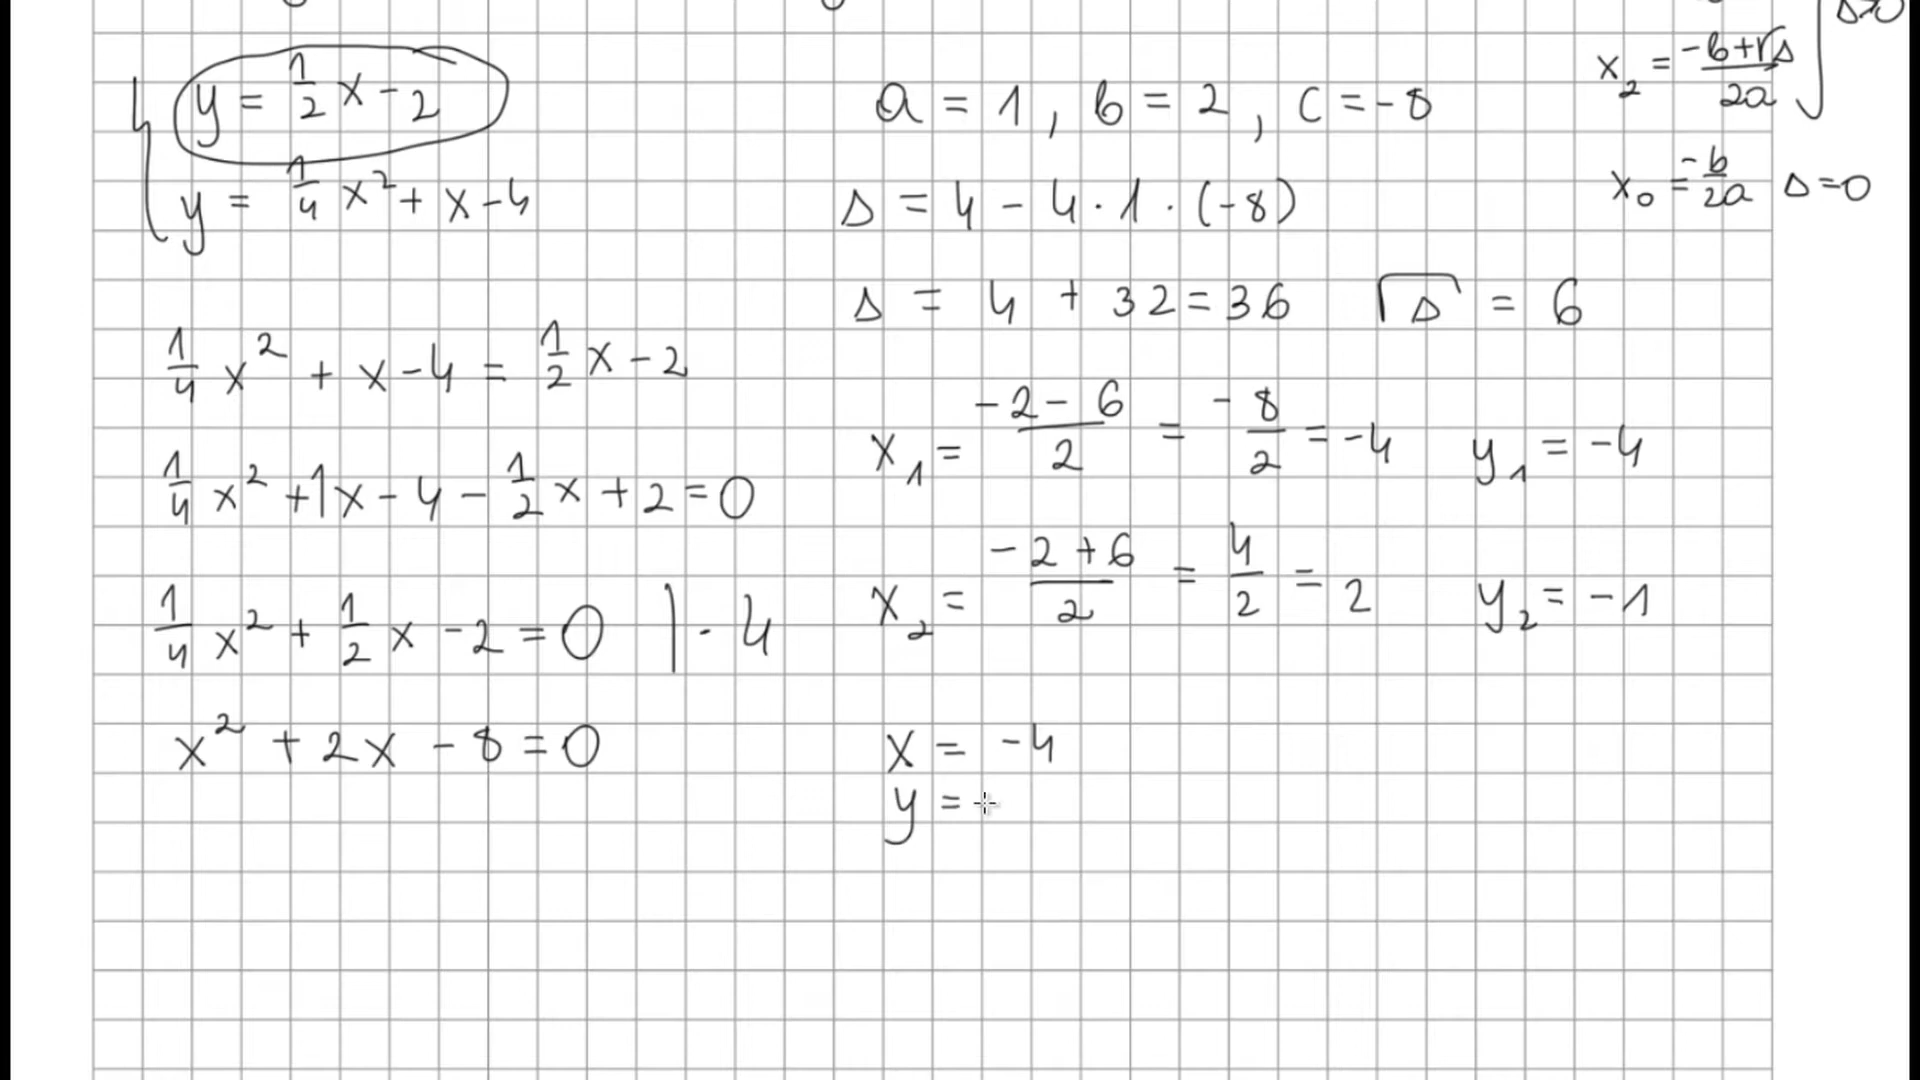 y = 1/2 x - 2
y = 1/4 x² + x - 4
1/4 x² + x - 4 = 1/2 x - 2
1/4 x² + 1x - 4 - 1/2 x + 2 = 0
1/4 x² + 1/2 x - 2 = 0 | · 4
x² + 2x - 8 = 0
a = 1, b = 2, c = -8
Δ = 4 - 4 · 1 · (-8)
Δ = 4 + 32 = 36 √Δ = 6
x₁ = (-2 - 6)/2 = -8/2 = -4 y₁ = -4
x₂ = (-2 + 6)/2 = 4/2 = 2 y₂ = -1
x = -4
y =
Δ>0
x₂ = (-b + √Δ)/2a
x₀ = -b/2a Δ = 0